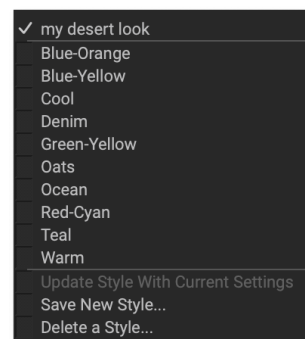 my desert look
Blue-Orange
Blue-Yellow
Cool
Denim
Green-Yellow
Oats
Ocean
Red-Cyan
Teal
Warm
Update Style With Current Settings
Save New Style...
Delete a Style...